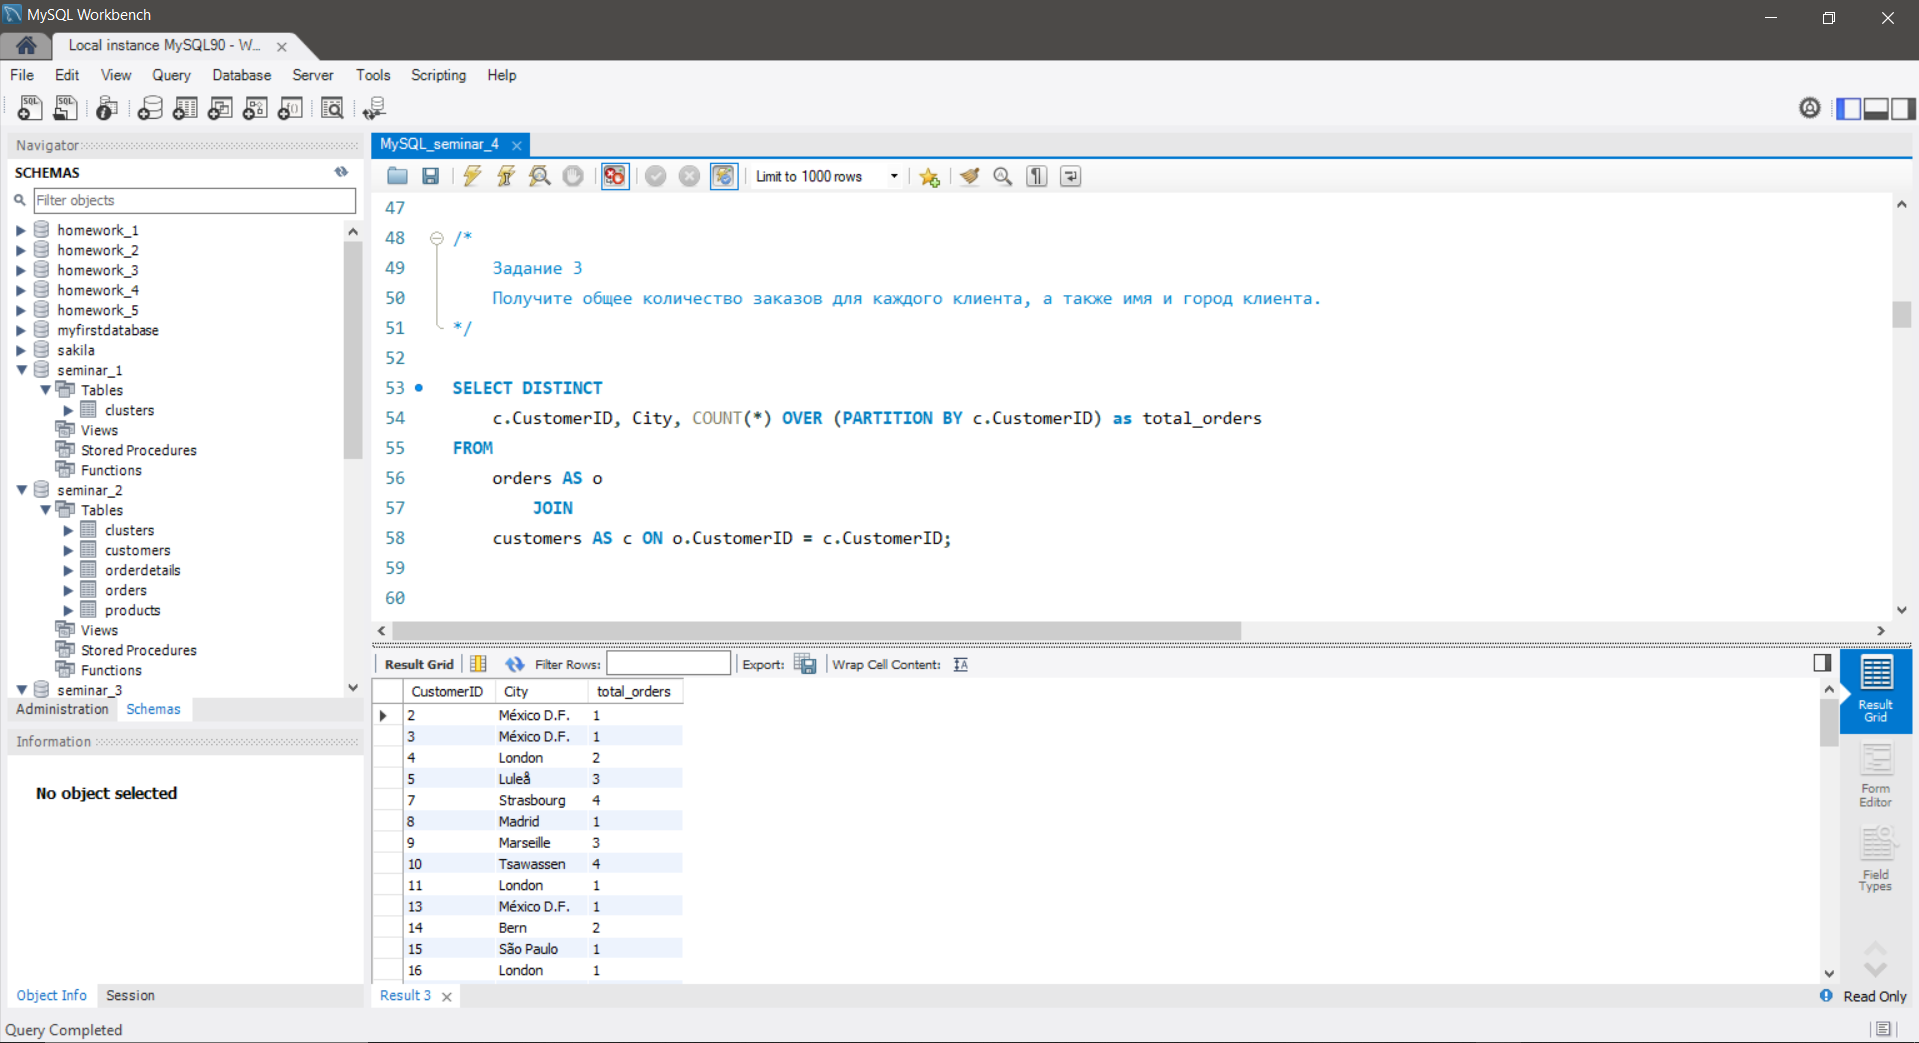 MySQL Workbench
Local instance MySQL90 - W...
File Edit View Query Database Server Tools Scripting Help
Navigator
SCHEMAS
Filter objects
homework_1
homework_2
homework_3
homework_4
homework_5
myfirstdatabase
sakila
seminar_1
Tables
clusters
Views
Stored Procedures
Functions
seminar_2
Tables
clusters
customers
orderdetails
orders
products
Views
Stored Procedures
Functions
seminar_3
Administration Schemas
Information
No object selected
Object Info Session
Query Completed
MySQL_seminar_4
Limit to 1000 rows
47
48 /*
49 Задание 3
50 Получите общее количество заказов для каждого клиента, а также имя и город клиента.
51 */
52
53 SELECT DISTINCT
54 c.CustomerID, City, COUNT(*) OVER (PARTITION BY c.CustomerID) as total_orders
55 FROM
56 orders AS o
57 JOIN
58 customers AS c ON o.CustomerID = c.CustomerID;
59
60
Result Grid Filter Rows: Export: Wrap Cell Content:
CustomerID City total_orders
2 México D.F. 1
3 México D.F. 1
4 London 2
5 Luleå 3
7 Strasbourg 4
8 Madrid 1
9 Marseille 3
10 Tsawassen 4
11 London 1
13 México D.F. 1
14 Bern 2
15 São Paulo 1
16 London 1
Result 3
Result
Grid
Form
Editor
Field
Types
Read Only